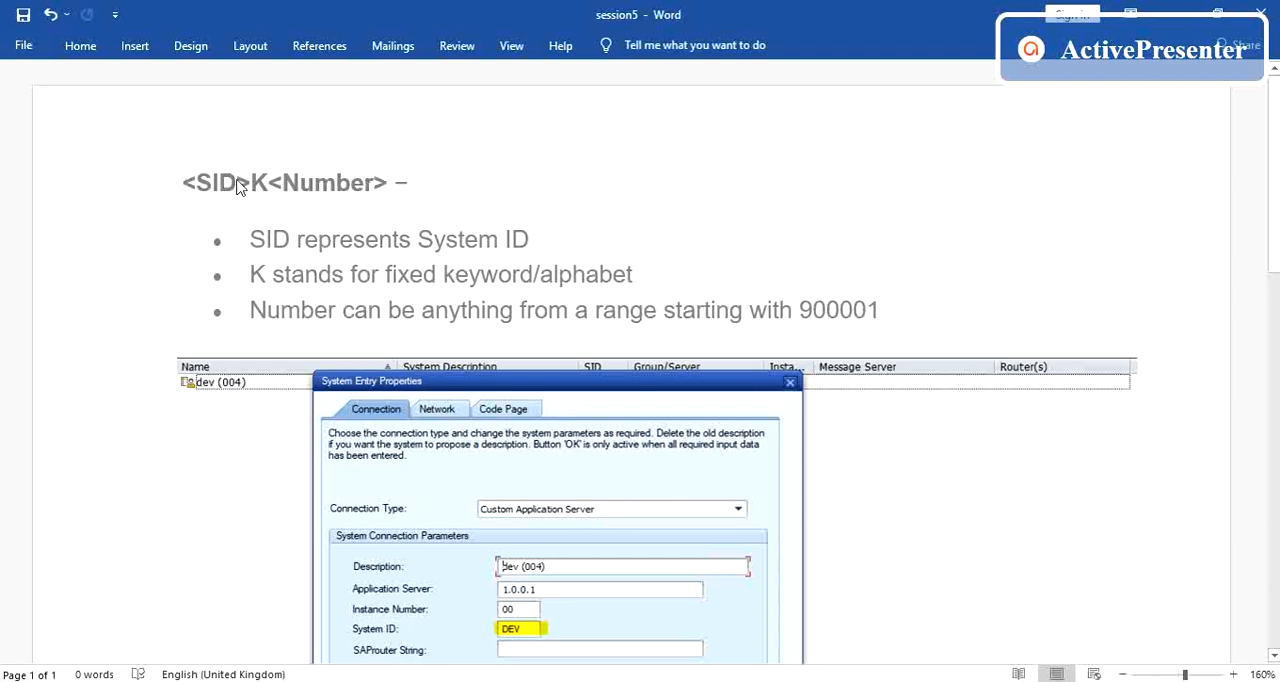 session5 - Word
Sign in
File Home Insert Design Layout References Mailings Review View Help Tell me what you want to do Share
ActivePresenter
<SID>K<Number> –
• SID represents System ID
• K stands for fixed keyword/alphabet
• Number can be anything from a range starting with 900001
Name System Description SID Group/Server Insta... Message Server Router(s)
dev (004)
System Entry Properties
Connection Network Code Page
Choose the connection type and change the system parameters as required. Delete the old description
if you want the system to propose a description. Button 'OK' is only active when all required input data
has been entered.
Connection Type: Custom Application Server
System Connection Parameters
Description: dev (004)
Application Server: 1.0.0.1
Instance Number: 00
System ID: DEV
SAProuter String:
Page 1 of 1 0 words English (United Kingdom) 160%